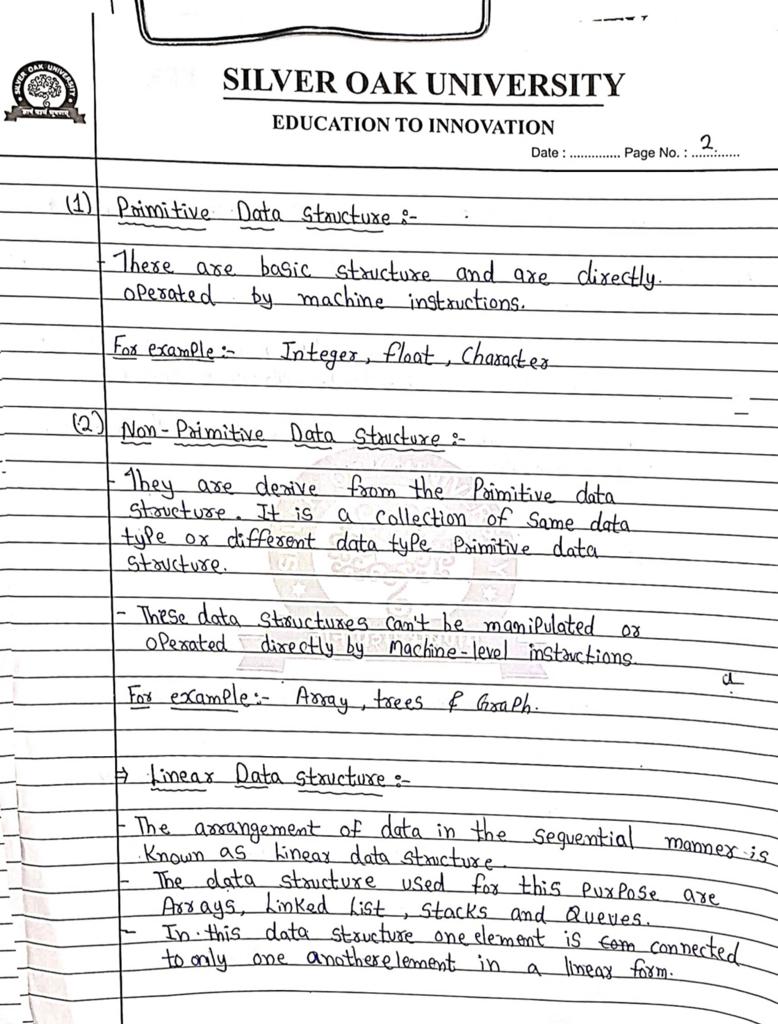 SILVER OAK UNIVERSITY
SILVER OAK UNIVERSITY
EDUCATION TO INNOVATION
Date : .............. Page No. : 2
(1) Primitive Data Structure :-
- There are basic structure and are directly.
operated by machine instructions.
For example :- Integer, float, Character
(2) Non-Primitive Data Structure :-
- They are derive from the Primitive data
structure. It is a collection of same data
type or different data type Primitive data
structure.
- These data structures can't be manipulated or
operated directly by machine-level instructions.
For example :- Array, trees & Graph.
⇒ Linear Data Structure :-
- The arrangement of data in the sequential manner is
known as linear data structure.
- The data structure used for this purpose are
Arrays, Linked List, Stacks and Queues.
- In this data structure one element is com connected
to only one another element in a linear form.